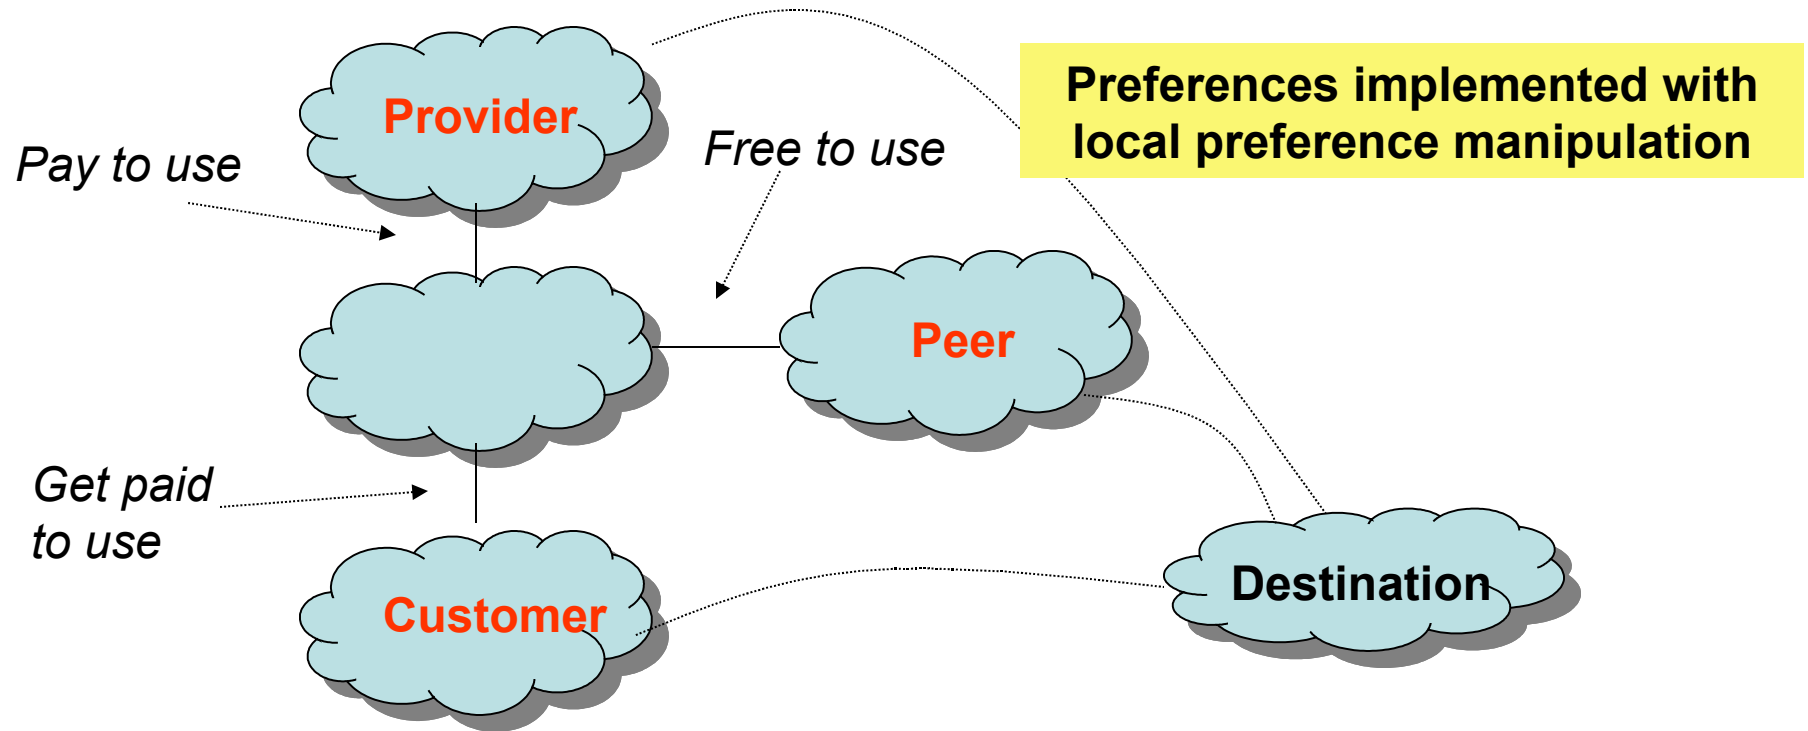 Provider
Preferences implemented with
local preference manipulation
Pay to use
Free to use
Peer
Get paid
to use
Customer
Destination